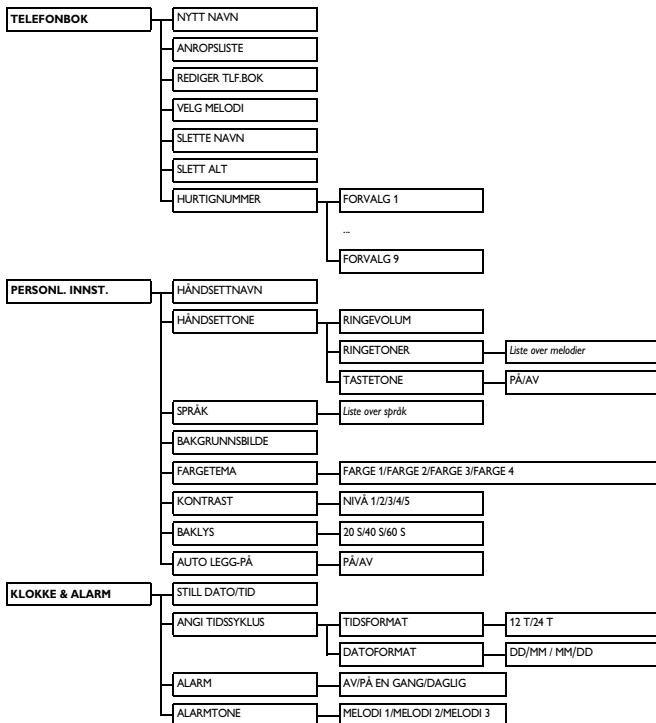 TELEFONBOK NYTT NAVN
ANROPSLISTE
REDIGER TLF.BOK
VELG MELODI
SLETTE NAVN
SLETT ALT
HURTIGNUMMER FORVALG 1
...
FORVALG 9
PERSONL. INNST. HÅNDSETTNAVN
HÅNDSETTONE RINGEVOLUM
RINGETONER Liste over melodier
TASTETONE PÅ/AV
SPRÅK Liste over språk
BAKGRUNNSBILDE
FARGETEMA FARGE 1/FARGE 2/FARGE 3/FARGE 4
KONTRAST NIVÅ 1/2/3/4/5
BAKLYS 20 S/40 S/60 S
AUTO LEGG-PÅ PÅ/AV
KLOKKE & ALARM STILL DATO/TID
ANGI TIDSSYKLUS TIDSFORMAT 12 T/24 T
DATOFORMAT DD/MM / MM/DD
ALARM AV/PÅ EN GANG/DAGLIG
ALARMTONE MELODI 1/MELODI 2/MELODI 3